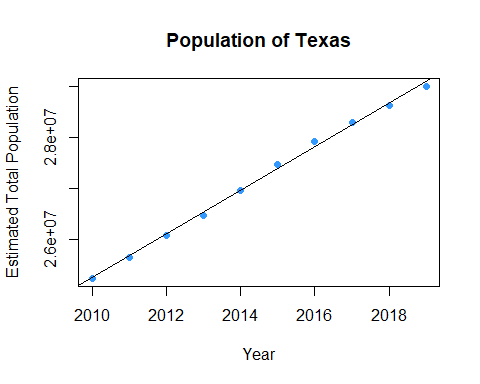 Population of Texas
Estimated Total Population
2.8e+07
2.6e+07
2010 2012 2014 2016 2018
Year